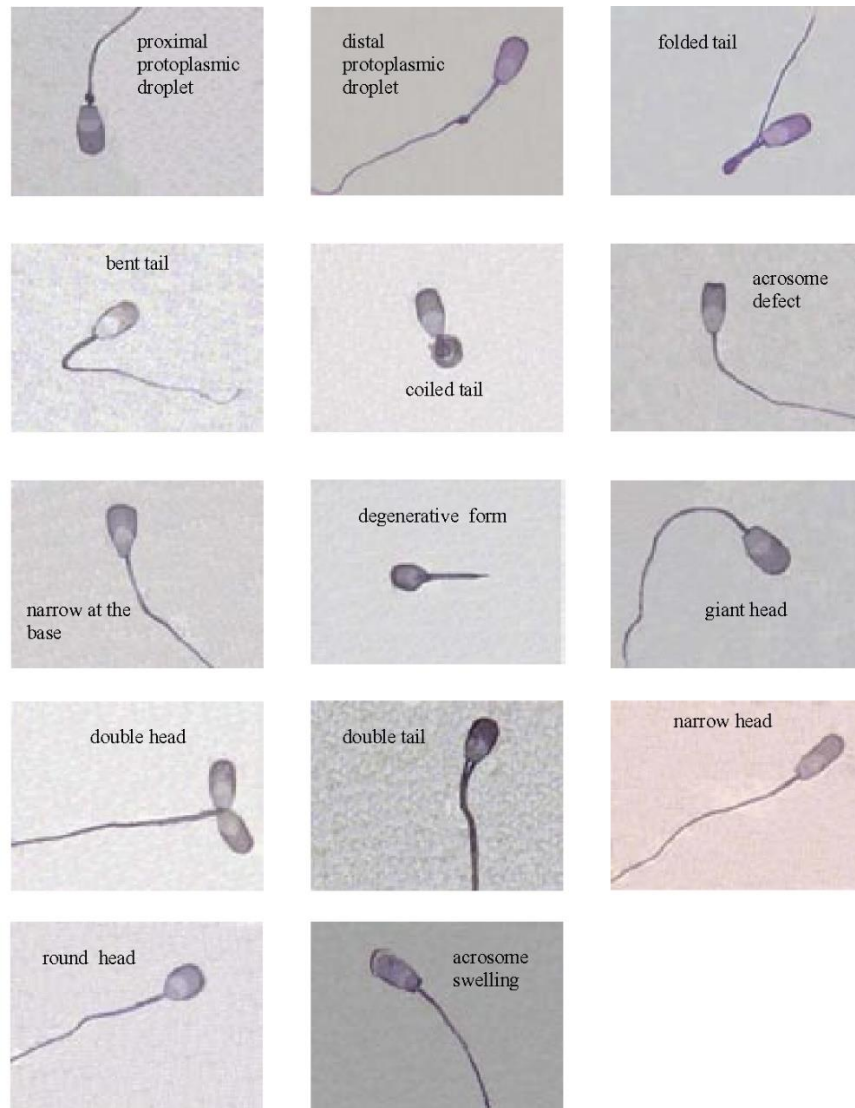 proximal
protoplasmic
droplet
distal
protoplasmic
droplet
folded tail
bent tail
coiled tail
acrosome
defect
narrow at the
base
degenerative form
giant head
double head
double tail
narrow head
round head
acrosome
swelling